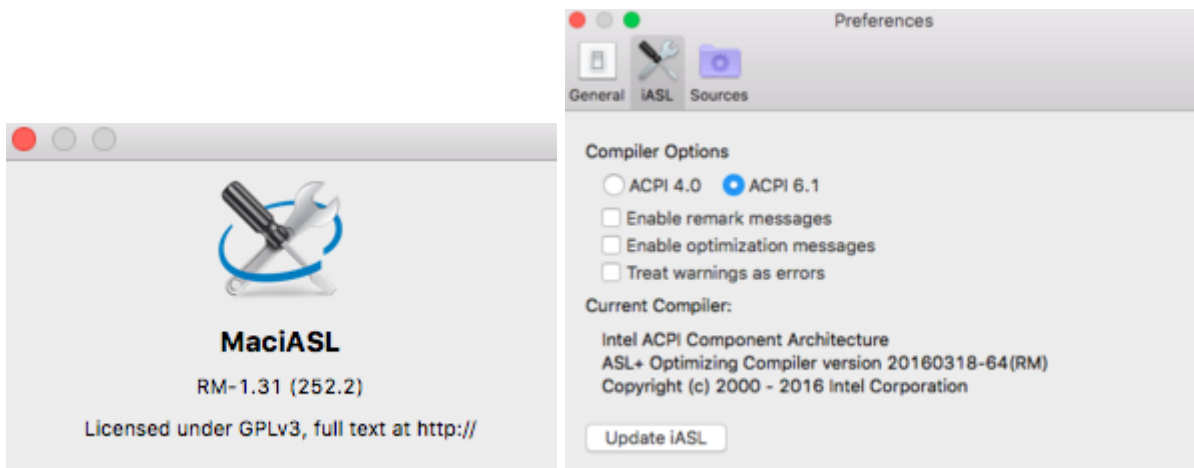 MaciASL
RM-1.31 (252.2)
Licensed under GPLv3, full text at http://
Preferences
General iASL Sources
Compiler Options
ACPI 4.0 ACPI 6.1
Enable remark messages
Enable optimization messages
Treat warnings as errors
Current Compiler:
Intel ACPI Component Architecture
ASL+ Optimizing Compiler version 20160318-64(RM)
Copyright (c) 2000 - 2016 Intel Corporation
Update iASL